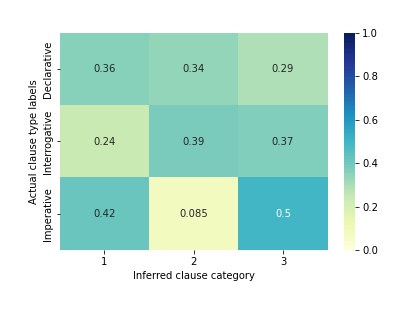 Actual clause type labels
Declarative
0.36 0.34 0.29
Interrogative
0.24 0.39 0.37
Imperative
0.42 0.085 0.5
1 2 3
Inferred clause category
1.0
0.8
0.6
0.4
0.2
0.0